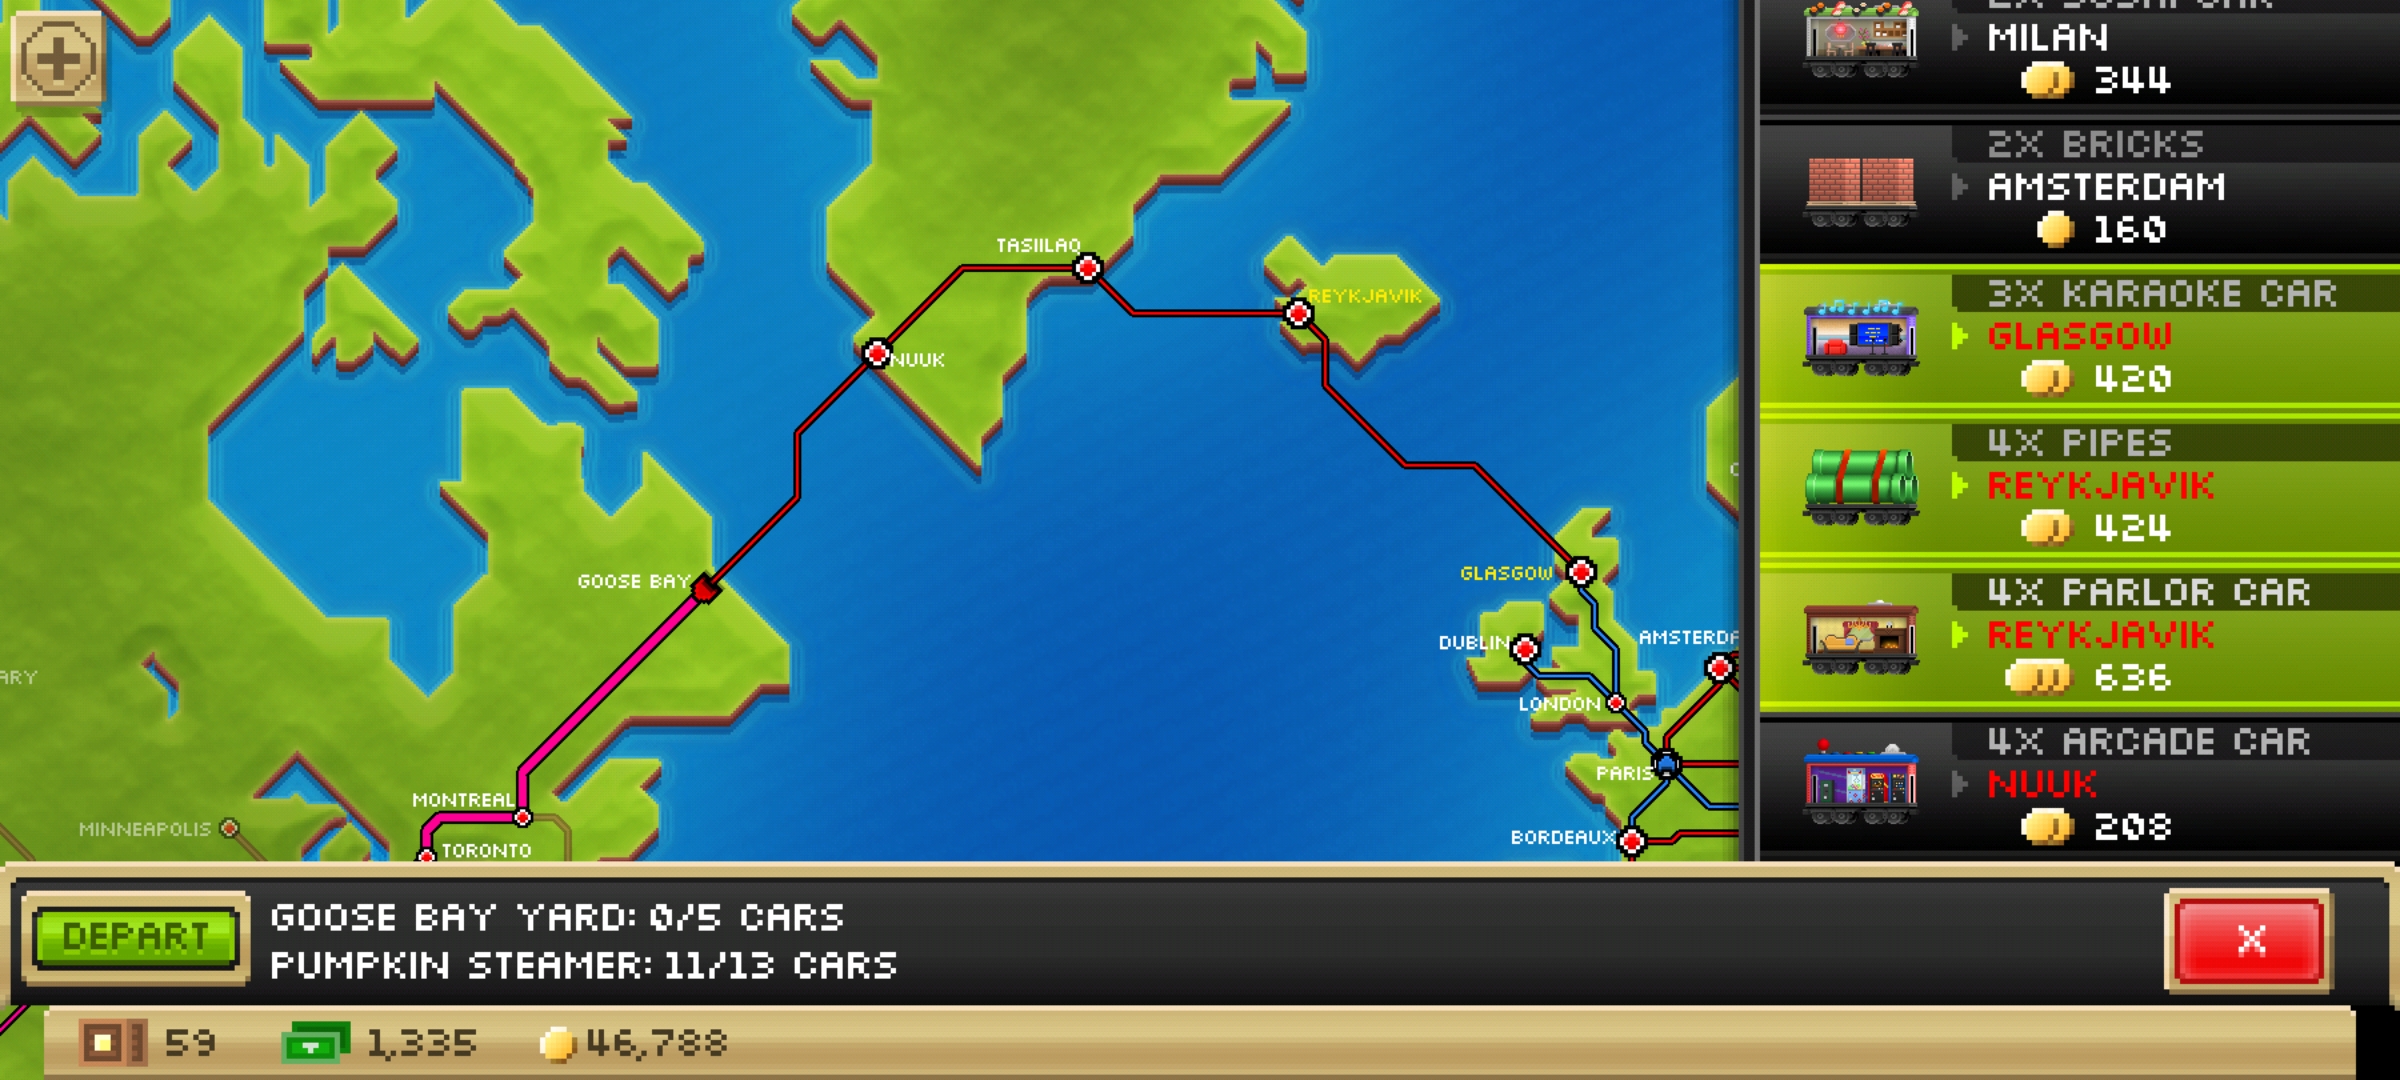 2X SUSHI CAR
MILAN
344
2X BRICKS
AMSTERDAM
160
3X KARAOKE CAR
GLASGOW
420
4X PIPES
REYKJAVIK
424
4X PARLOR CAR
REYKJAVIK
636
4X ARCADE CAR
NUUK
208
TASIILAQ
REYKJAVIK
NUUK
GOOSE BAY
GLASGOW
DUBLIN
AMSTERDA
ARY
LONDON
PARIS
MONTREAL
MINNEAPOLIS
BORDEAUX
TORONTO
DEPART
GOOSE BAY YARD: 0/5 CARS
PUMPKIN STEAMER: 11/13 CARS
X
59
1,335
46,788